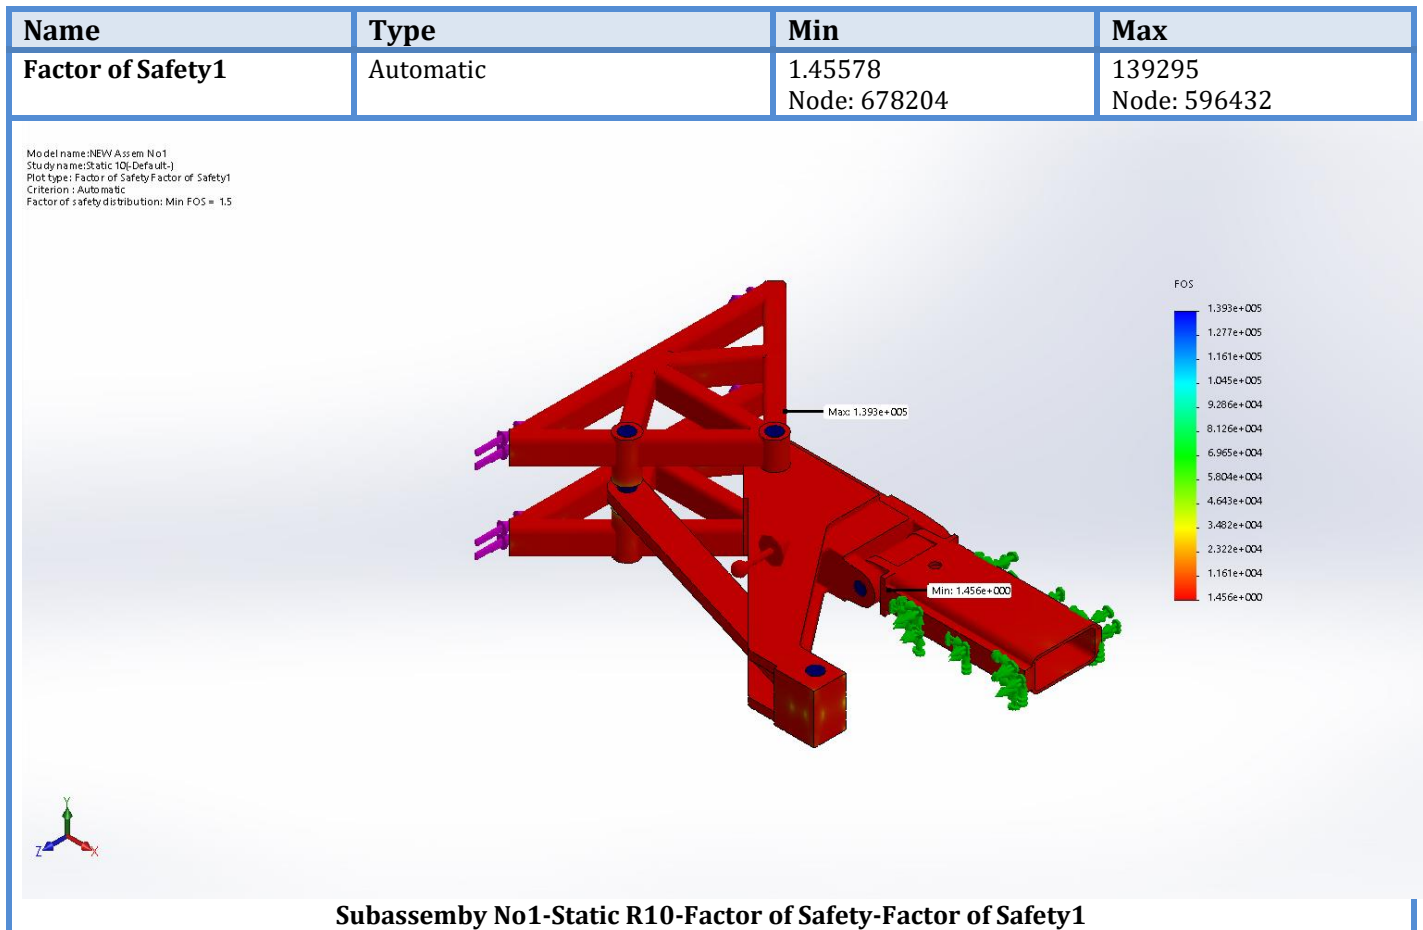 Name Type Min Max
Factor of Safety1 Automatic 1.45578 139295
Node: 678204 Node: 596432
Model name:NEW Assem No1
Study name:Static 10(-Default-)
Plot type: Factor of Safety Factor of Safety1
Criterion : Automatic
Factor of safety distribution: Min FOS = 1.5
FOS
1.393e+005
1.277e+005
1.161e+005
1.045e+005
9.286e+004
8.126e+004
6.965e+004
5.804e+004
4.643e+004
3.482e+004
2.322e+004
1.161e+004
1.456e+000
Max: 1.393e+005
Min: 1.456e+000
Y
Z X
Subassemby No1-Static R10-Factor of Safety-Factor of Safety1